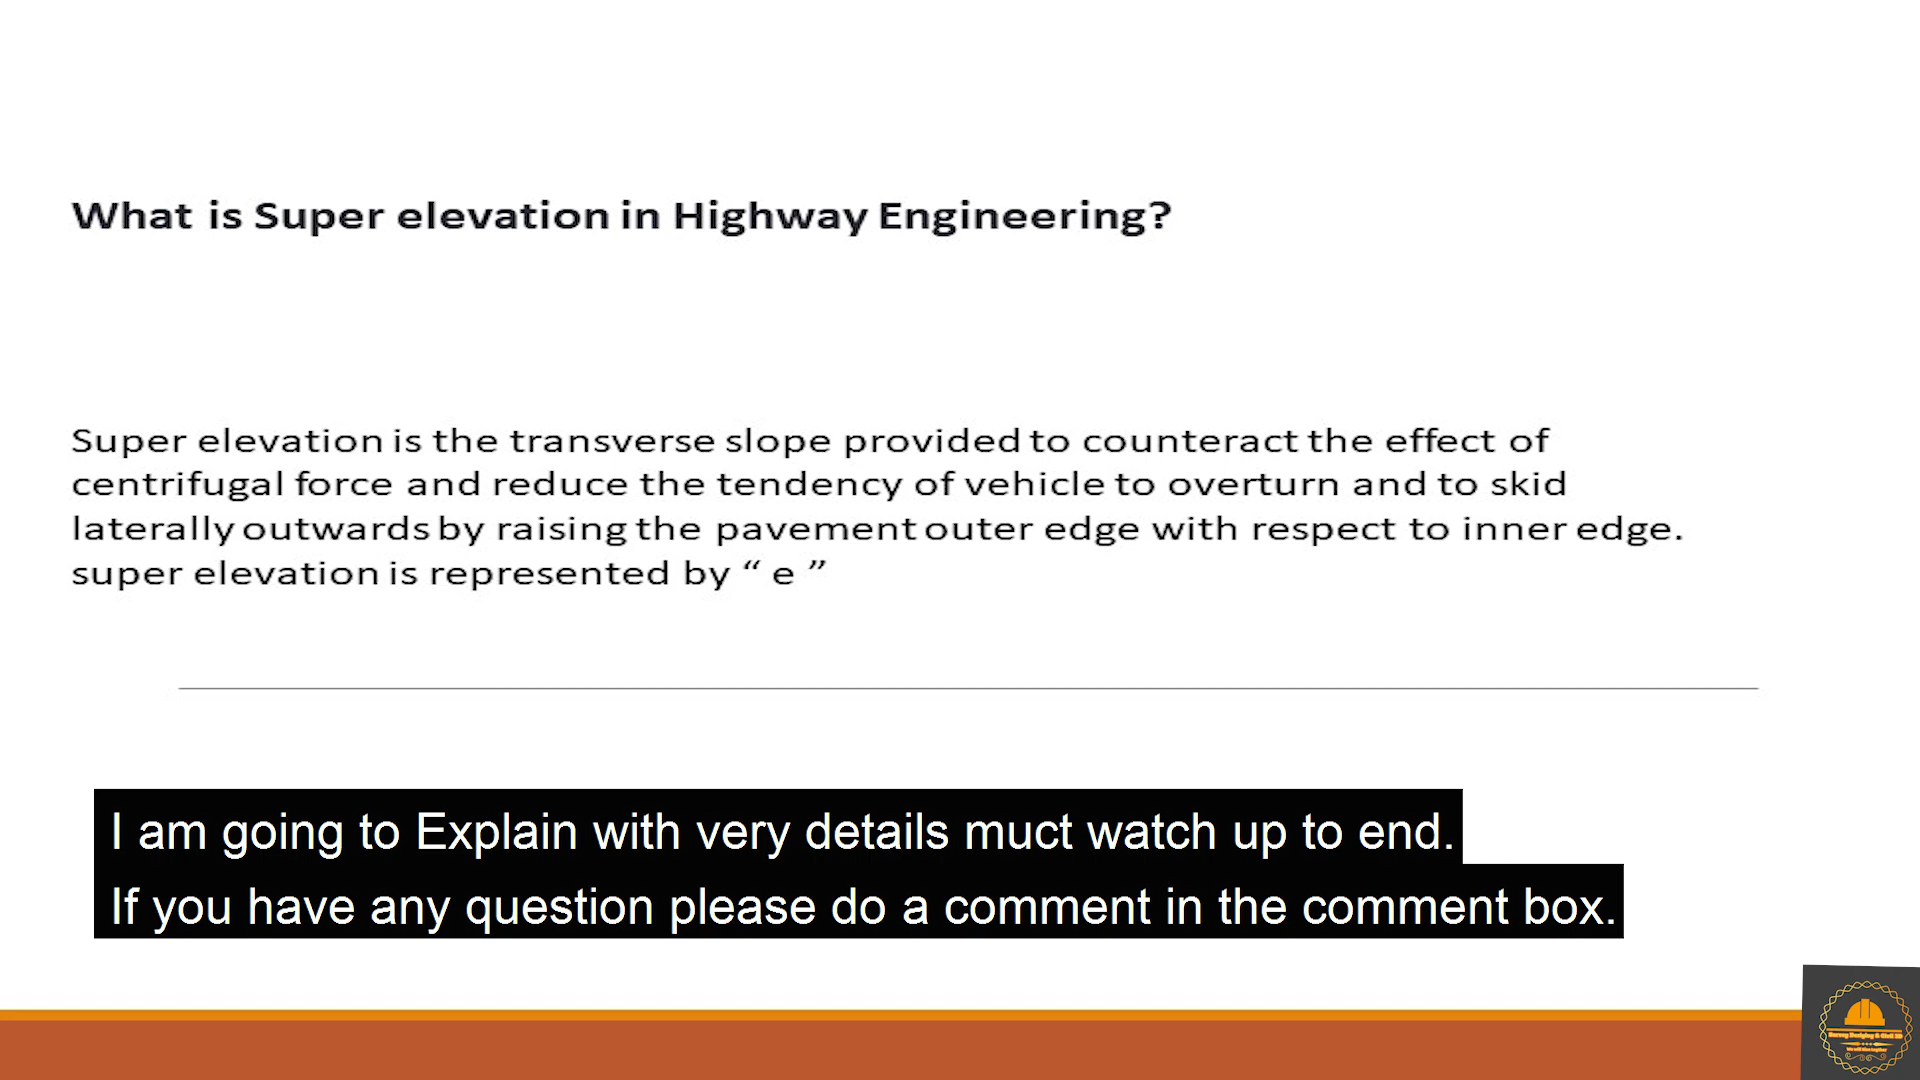 What is Super elevation in Highway Engineering?
Super elevation is the transverse slope provided to counteract the effect of
centrifugal force and reduce the tendency of vehicle to overturn and to skid
laterally outwards by raising the pavement outer edge with respect to inner edge.
super elevation is represented by “ e ”
I am going to Explain with very details muct watch up to end.
If you have any question please do a comment in the comment box.